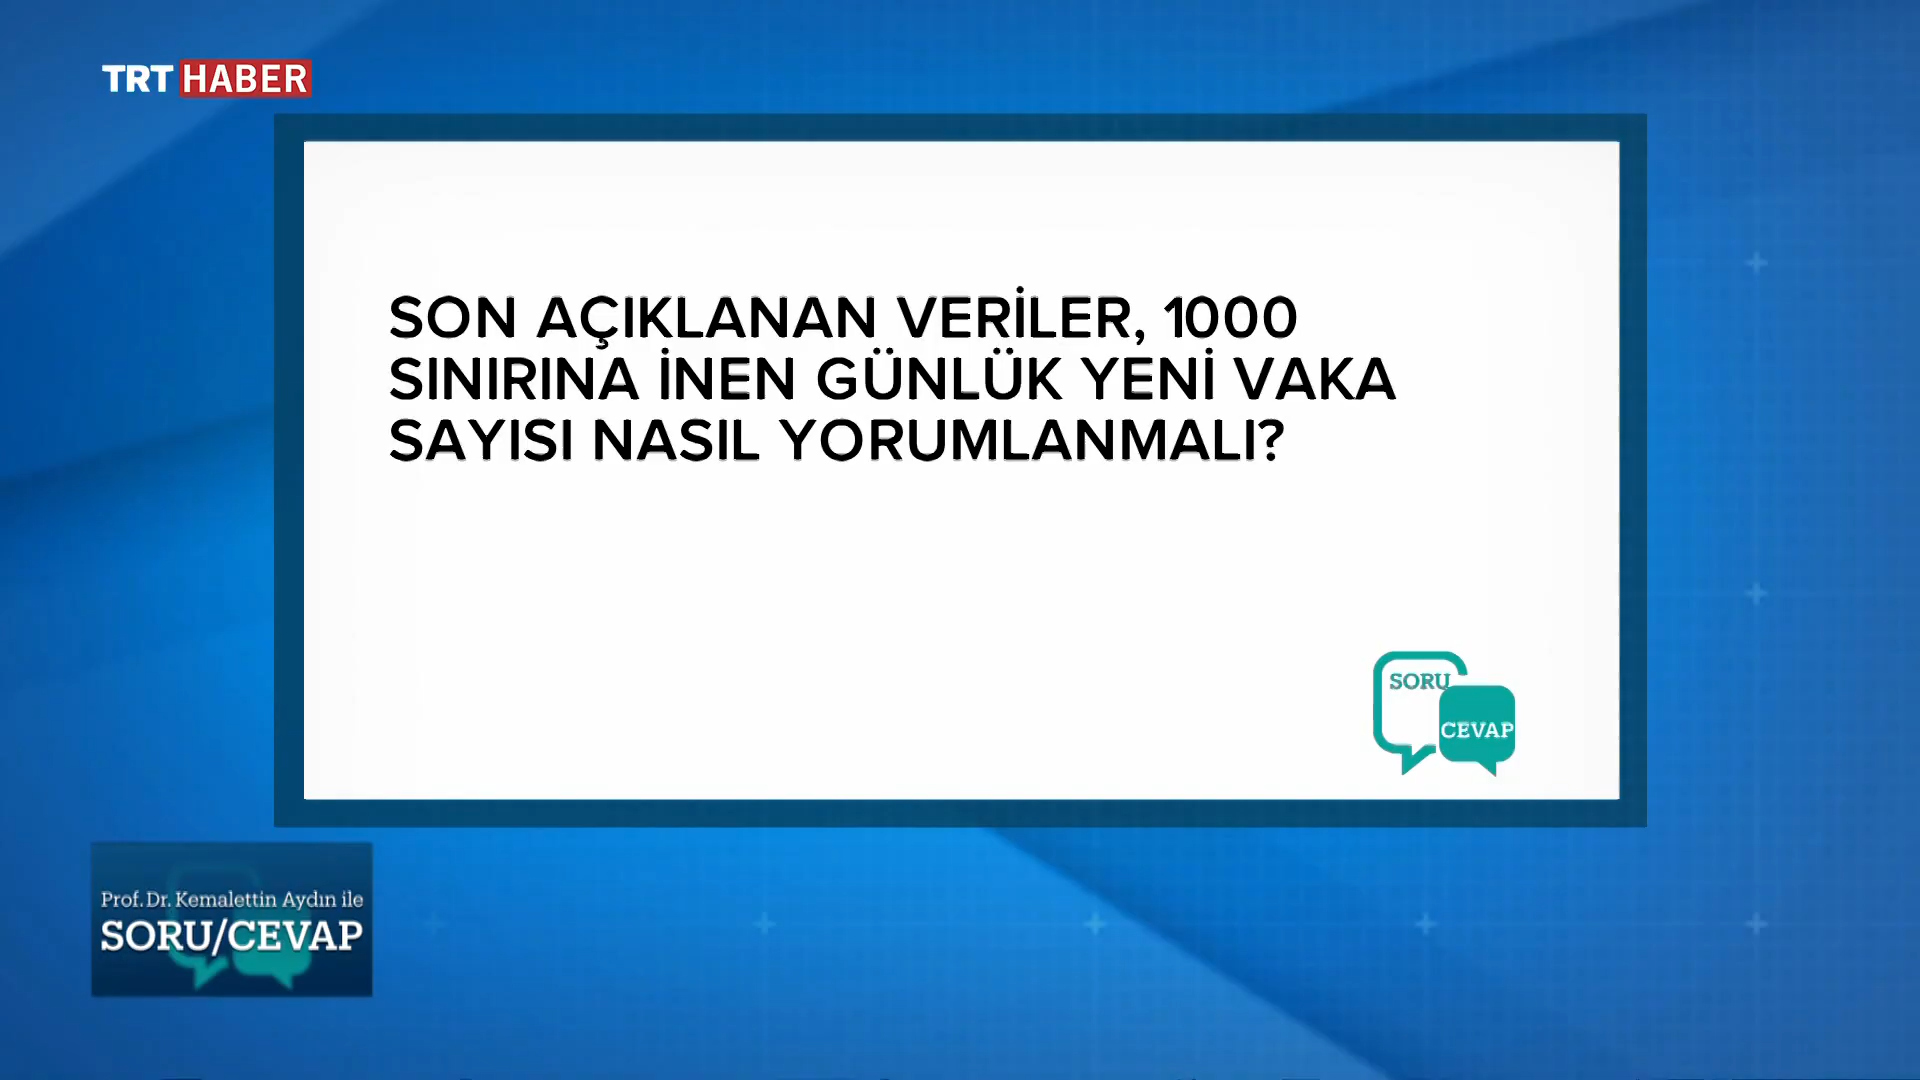 TRT HABER
SON AÇIKLANAN VERİLER, 1000
SINIRINA İNEN GÜNLÜK YENİ VAKA
SAYISI NASIL YORUMLANMALI?
SORU
CEVAP
Prof. Dr. Kemalettin Aydın ile
SORU/CEVAP